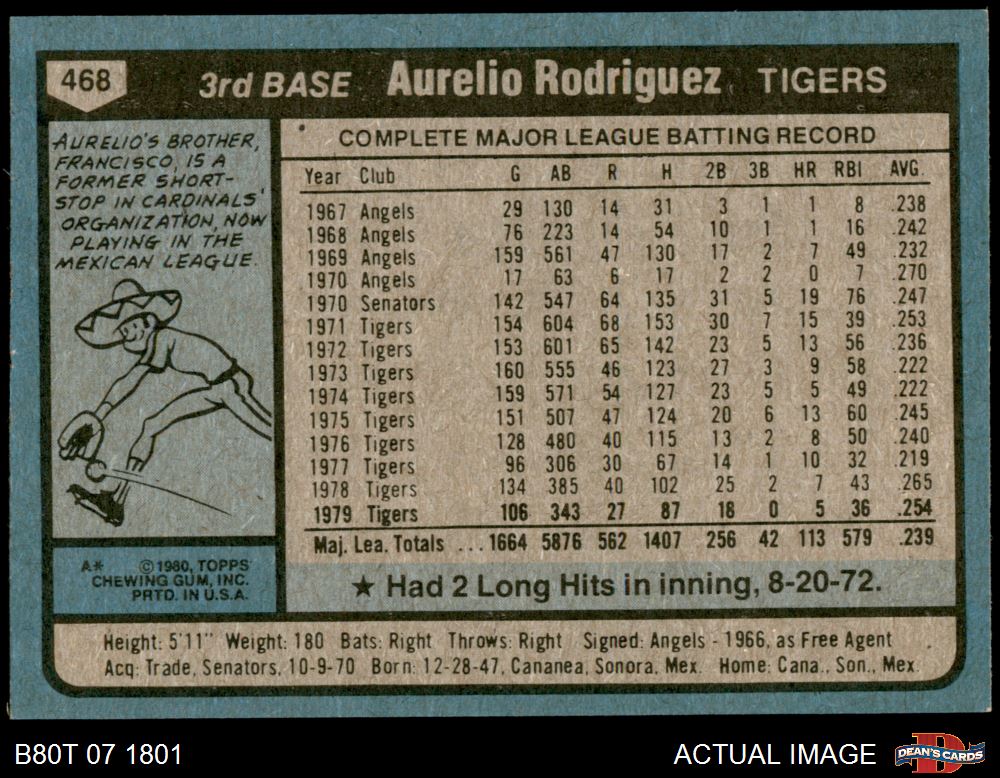 468 3rd BASE Aurelio Rodriguez TIGERS
AURELIO'S BROTHER,
FRANCISCO, IS A
FORMER SHORT-
STOP IN CARDINALS'
ORGANIZATION, NOW
PLAYING IN THE
MEXICAN LEAGUE.
A* ©1980, TOPPS
CHEWING GUM, INC.
PRTD. IN U.S.A.
COMPLETE MAJOR LEAGUE BATTING RECORD
Year Club G AB R H 2B 3B HR RBI AVG.
1967 Angels 29 130 14 31 3 1 1 8 .238
1968 Angels 76 223 14 54 10 1 1 16 .242
1969 Angels 159 561 47 130 17 2 7 49 .232
1970 Angels 17 63 6 17 2 2 0 7 .270
1970 Senators 142 547 64 135 31 5 19 76 .247
1971 Tigers 154 604 68 153 30 7 15 39 .253
1972 Tigers 153 601 65 142 23 5 13 56 .236
1973 Tigers 160 555 46 123 27 3 9 58 .222
1974 Tigers 159 571 54 127 23 5 5 49 .222
1975 Tigers 151 507 47 124 20 6 13 60 .245
1976 Tigers 128 480 40 115 13 2 8 50 .240
1977 Tigers 96 306 30 67 14 1 10 32 .219
1978 Tigers 134 385 40 102 25 2 7 43 .265
1979 Tigers 106 343 27 87 18 0 5 36 .254
Maj. Lea. Totals ...1664 5876 562 1407 256 42 113 579 .239
★ Had 2 Long Hits in inning, 8-20-72.
Height: 5'11" Weight: 180 Bats: Right Throws: Right Signed: Angels - 1966, as Free Agent
Acq: Trade, Senators, 10-9-70 Born: 12-28-47, Cananea, Sonora, Mex. Home: Cana., Son., Mex.
B80T 07 1801 ACTUAL IMAGE D DEAN'S CARDS